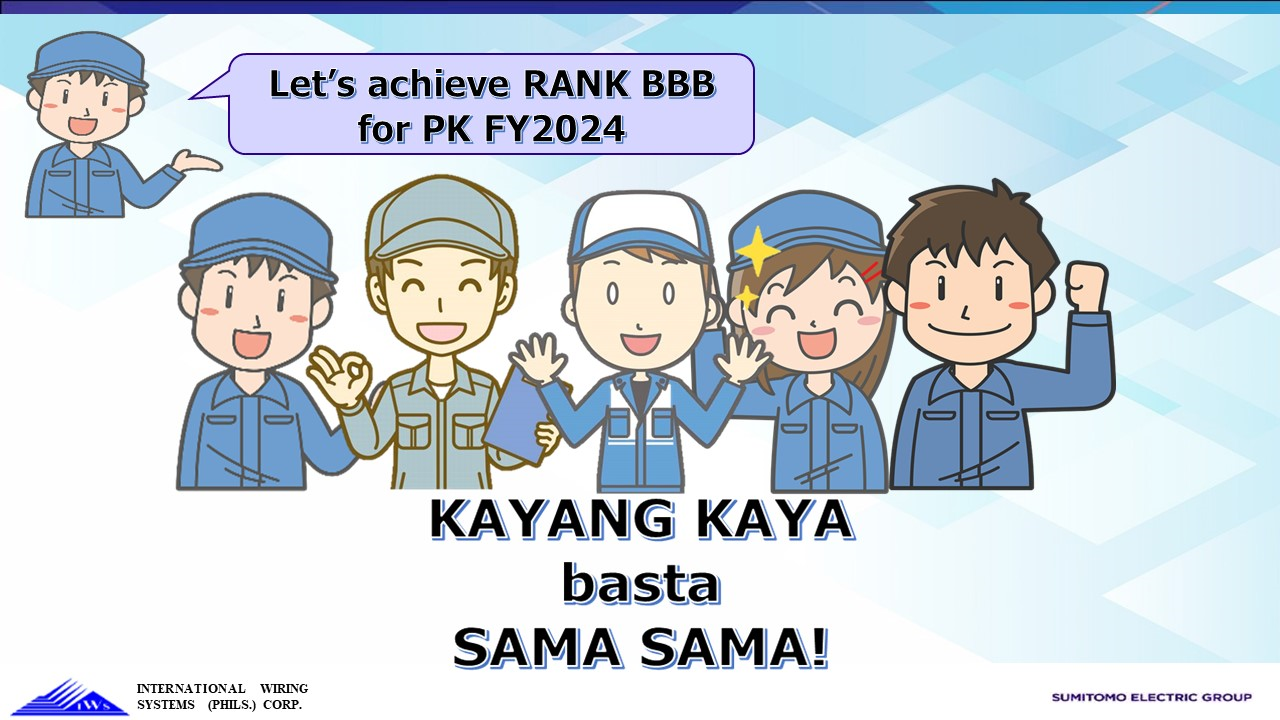 Let’s achieve RANK BBB
for PK FY2024
KAYANG KAYA
basta
SAMA SAMA!
IWS
INTERNATIONAL WIRING
SYSTEMS (PHILS.) CORP.
SUMITOMO ELECTRIC GROUP